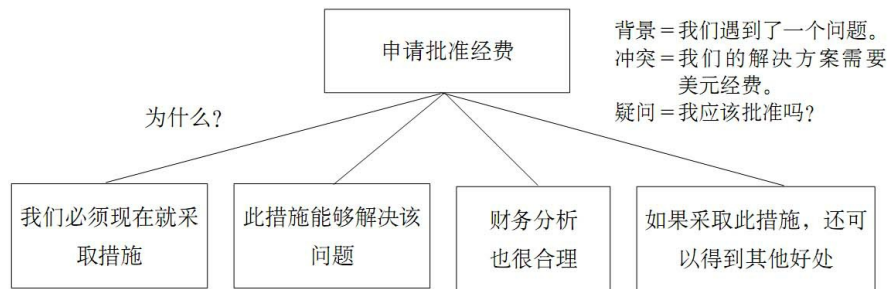 申请批准经费
背景＝我们遇到了一个问题。
冲突＝我们的解决方案需要
美元经费。
疑问＝我应该批准吗？
为什么？
我们必须现在就采
取措施
此措施能够解决该
问题
财务分析
也很合理
如果采取此措施，还可
以得到其他好处